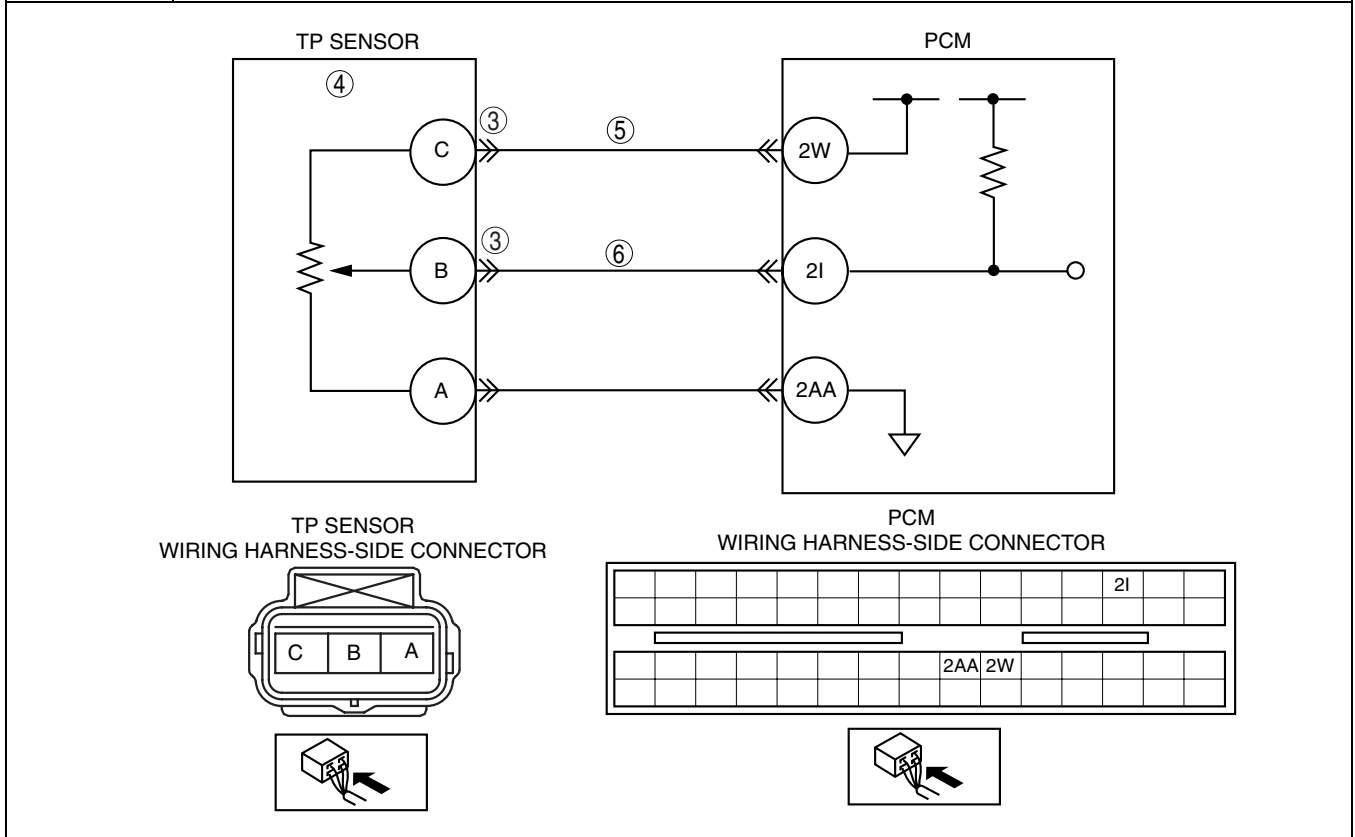 TP SENSOR
PCM
④
C
③
⑤
2W
B
③
⑥
2I
A
2AA
TP SENSOR
WIRING HARNESS-SIDE CONNECTOR
C B A
PCM
WIRING HARNESS-SIDE CONNECTOR
2I
2AA 2W